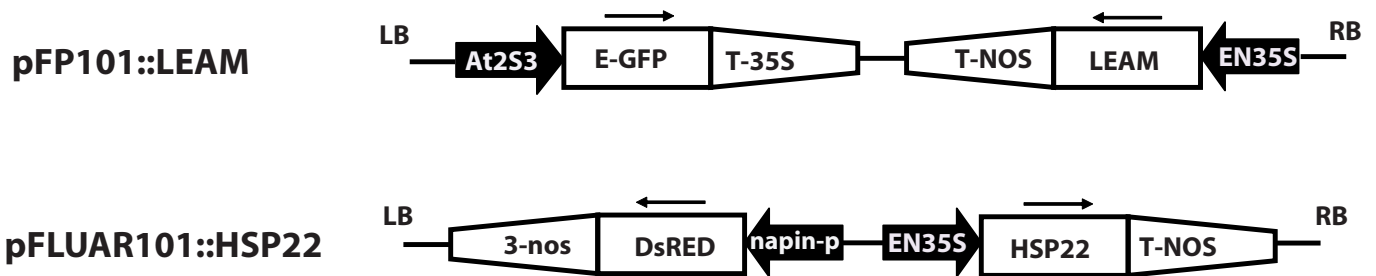 pFP101::LEAM
LB At2S3 E-GFP T-35S T-NOS LEAM EN35S RB
pFLUAR101::HSP22
LB 3-nos DsRED napin-p EN35S HSP22 T-NOS RB